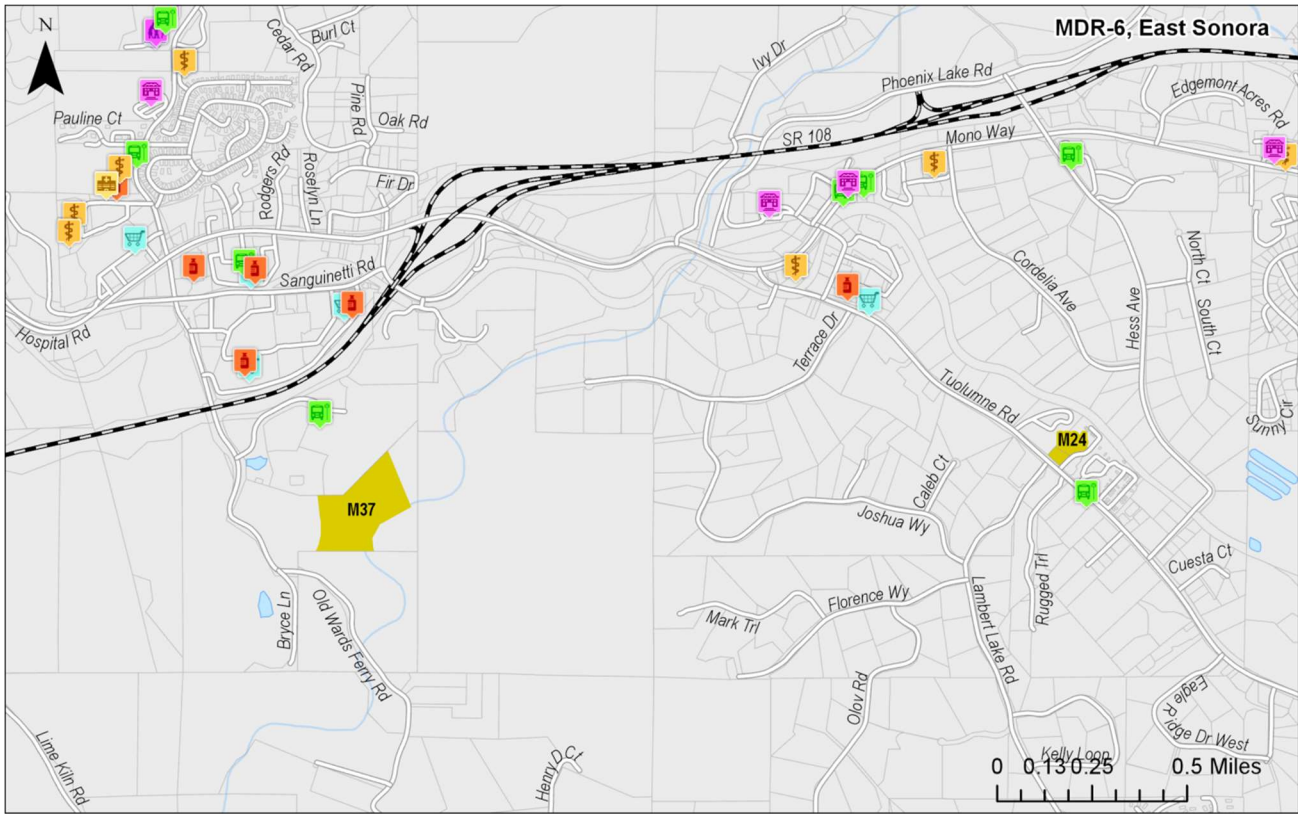 MDR-6, East Sonora
N
Burl Ct
Cedar Rd
Ivy Dr
Phoenix Lake Rd
Edgemont Acres Rd
Pauline Ct
Pine Rd
Oak Rd
SR 108
Mono Way
Rodgers Rd
Roselyn Ln
Fir Dr
Sanguinetti Rd
Hospital Rd
Cordelia Ave
North Ct
South Ct
Hess Ave
Terrace Dr
Tuolumne Rd
Sunny Cir
M24
M37
Caleb Ct
Joshua Wy
Cuesta Ct
Rugged Trl
Florence Wy
Mark Trl
Lambert Lake Rd
Bryce Ln
Old Wards Ferry Rd
Olov Rd
Eagle Ridge Dr West
Lime Kiln Rd
Henry D Ct
Kelly Loop
0 0.13 0.25 0.5 Miles